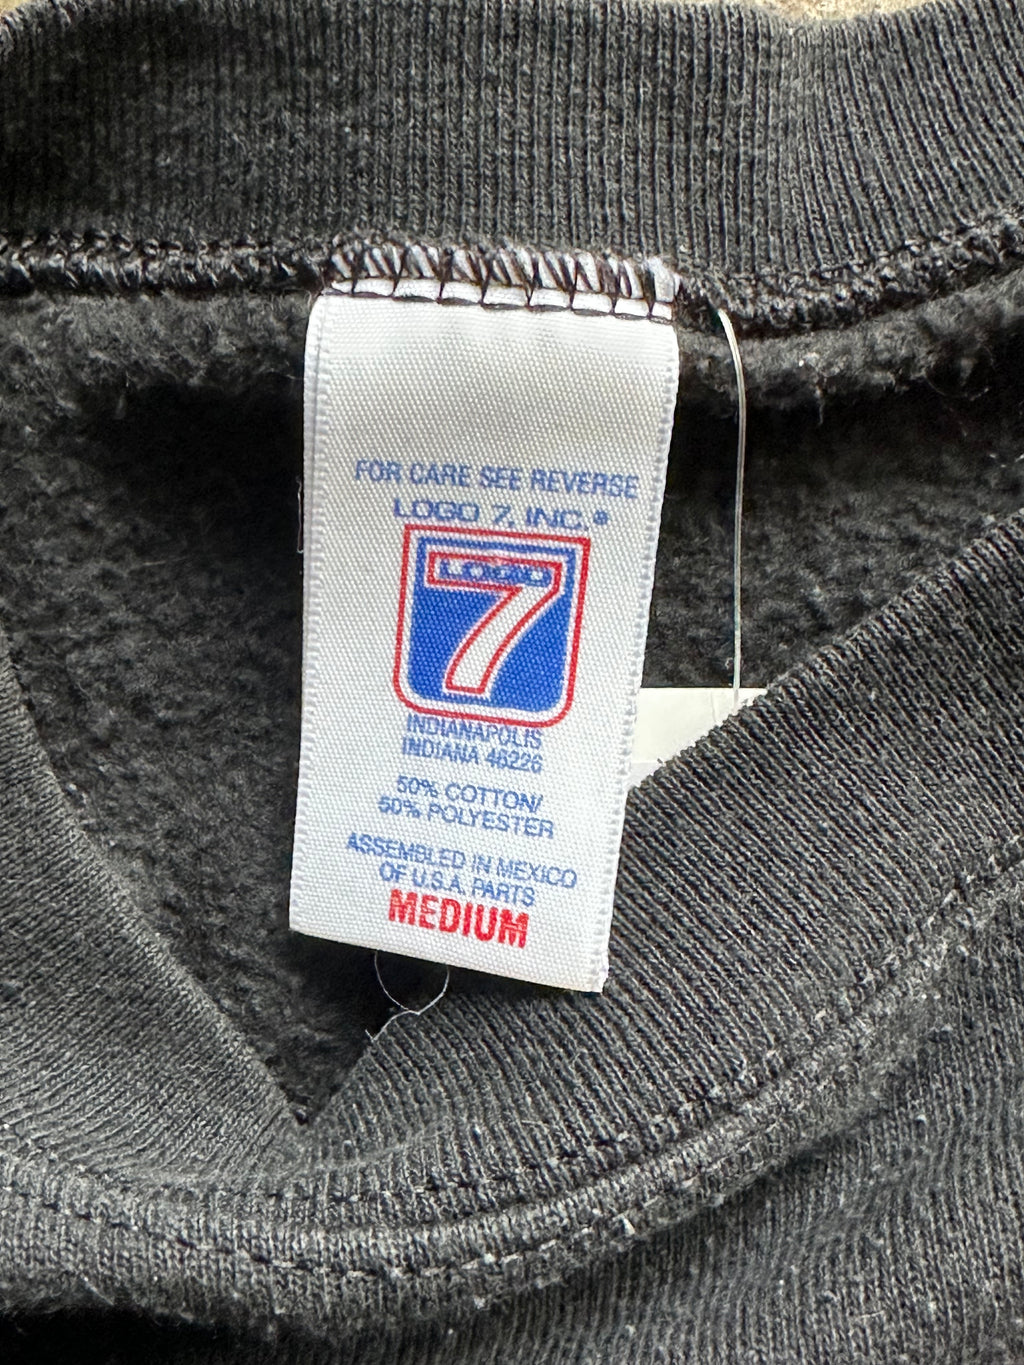 FOR CARE SEE REVERSE
LOGO 7, INC.®
LOGO
7
INDIANAPOLIS
INDIANA 46226
50% COTTON/
50% POLYESTER
ASSEMBLED IN MEXICO
OF U.S.A. PARTS
MEDIUM